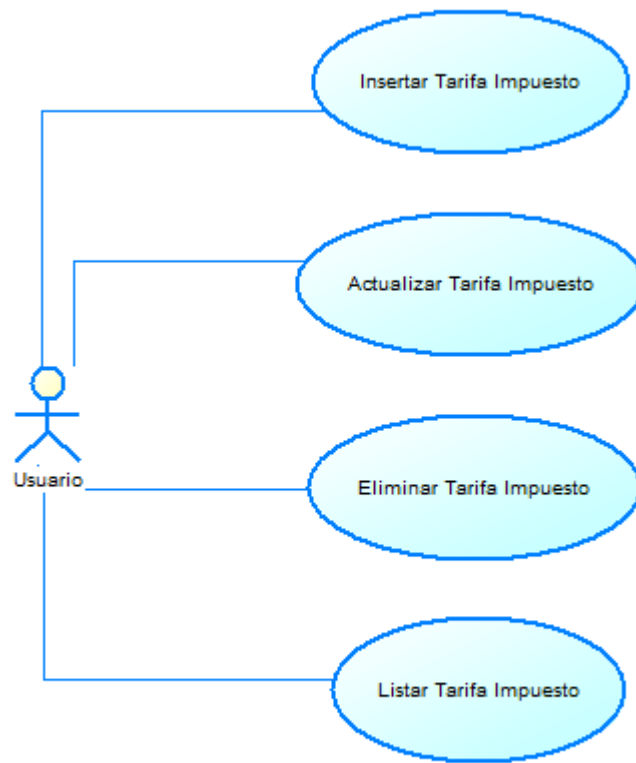 Insertar Tarifa Impuesto
Actualizar Tarifa Impuesto
Usuario
Eliminar Tarifa Impuesto
Listar Tarifa Impuesto